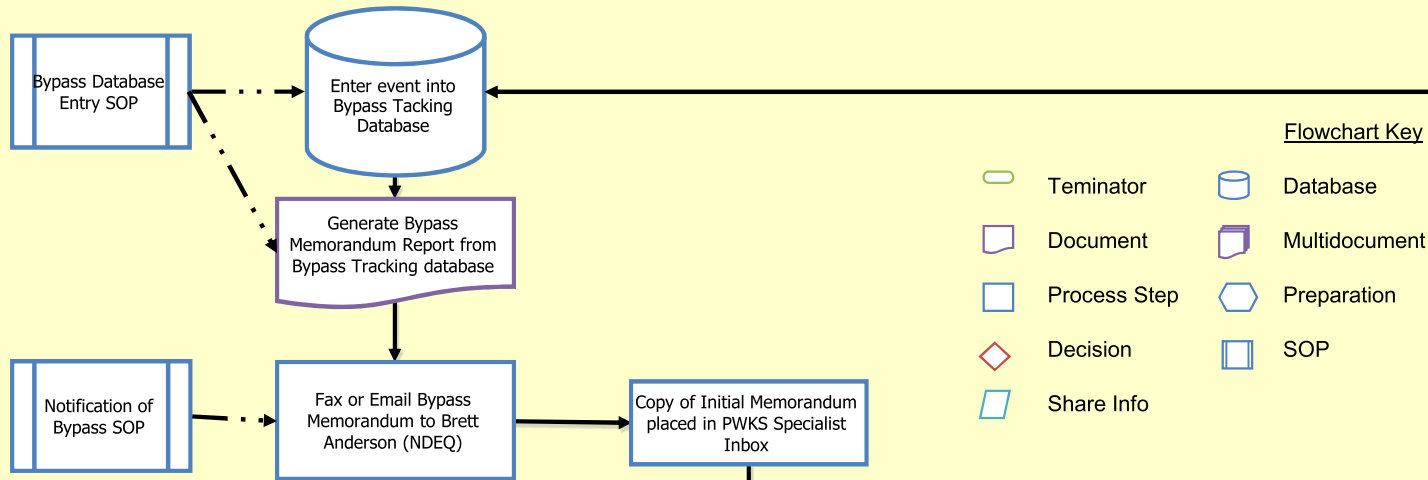 Bypass Database
Entry SOP
Enter event into
Bypass Tacking
Database
Generate Bypass
Memorandum Report from
Bypass Tracking database
Notification of
Bypass SOP
Fax or Email Bypass
Memorandum to Brett
Anderson (NDEQ)
Copy of Initial Memorandum
placed in PWKS Specialist
Inbox
Flowchart Key
Teminator
Database
Document
Multidocument
Process Step
Preparation
Decision
SOP
Share Info